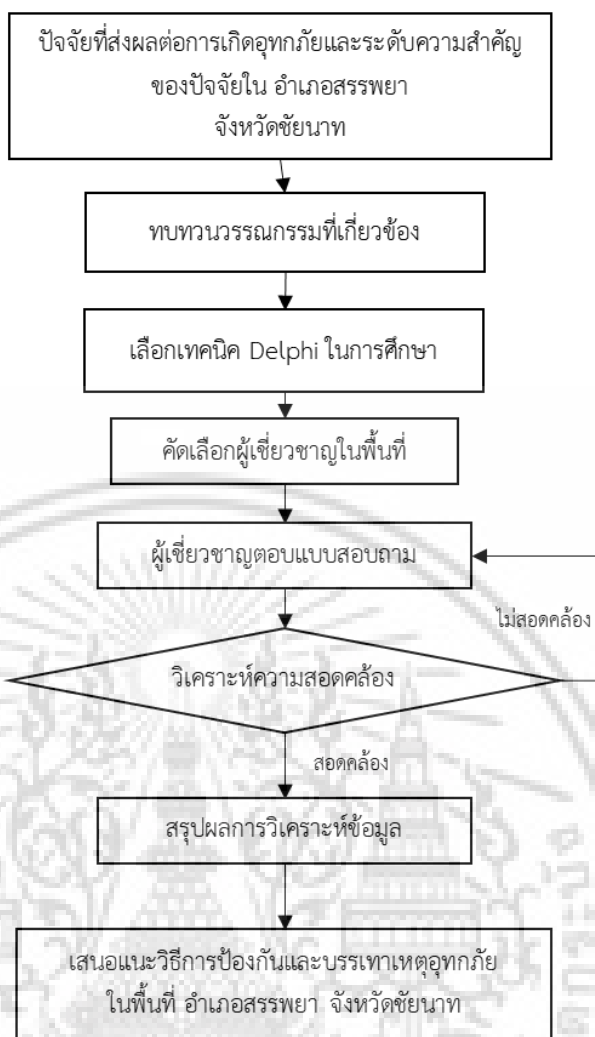 ปัจจัยที่ส่งผลต่อการเกิดอุทกภัยและระดับความสำคัญ
ของปัจจัยใน อำเภอสรรพยา
จังหวัดชัยนาท
ทบทวนวรรณกรรมที่เกี่ยวข้อง
เลือกเทคนิค Delphi ในการศึกษา
คัดเลือกผู้เชี่ยวชาญในพื้นที่
ผู้เชี่ยวชาญตอบแบบสอบถาม
ไม่สอดคล้อง
วิเคราะห์ความสอดคล้อง
สอดคล้อง
สรุปผลการวิเคราะห์ข้อมูล
เสนอแนะวิธีการป้องกันและบรรเทาเหตุอุทกภัย
ในพื้นที่ อำเภอสรรพยา จังหวัดชัยนาท